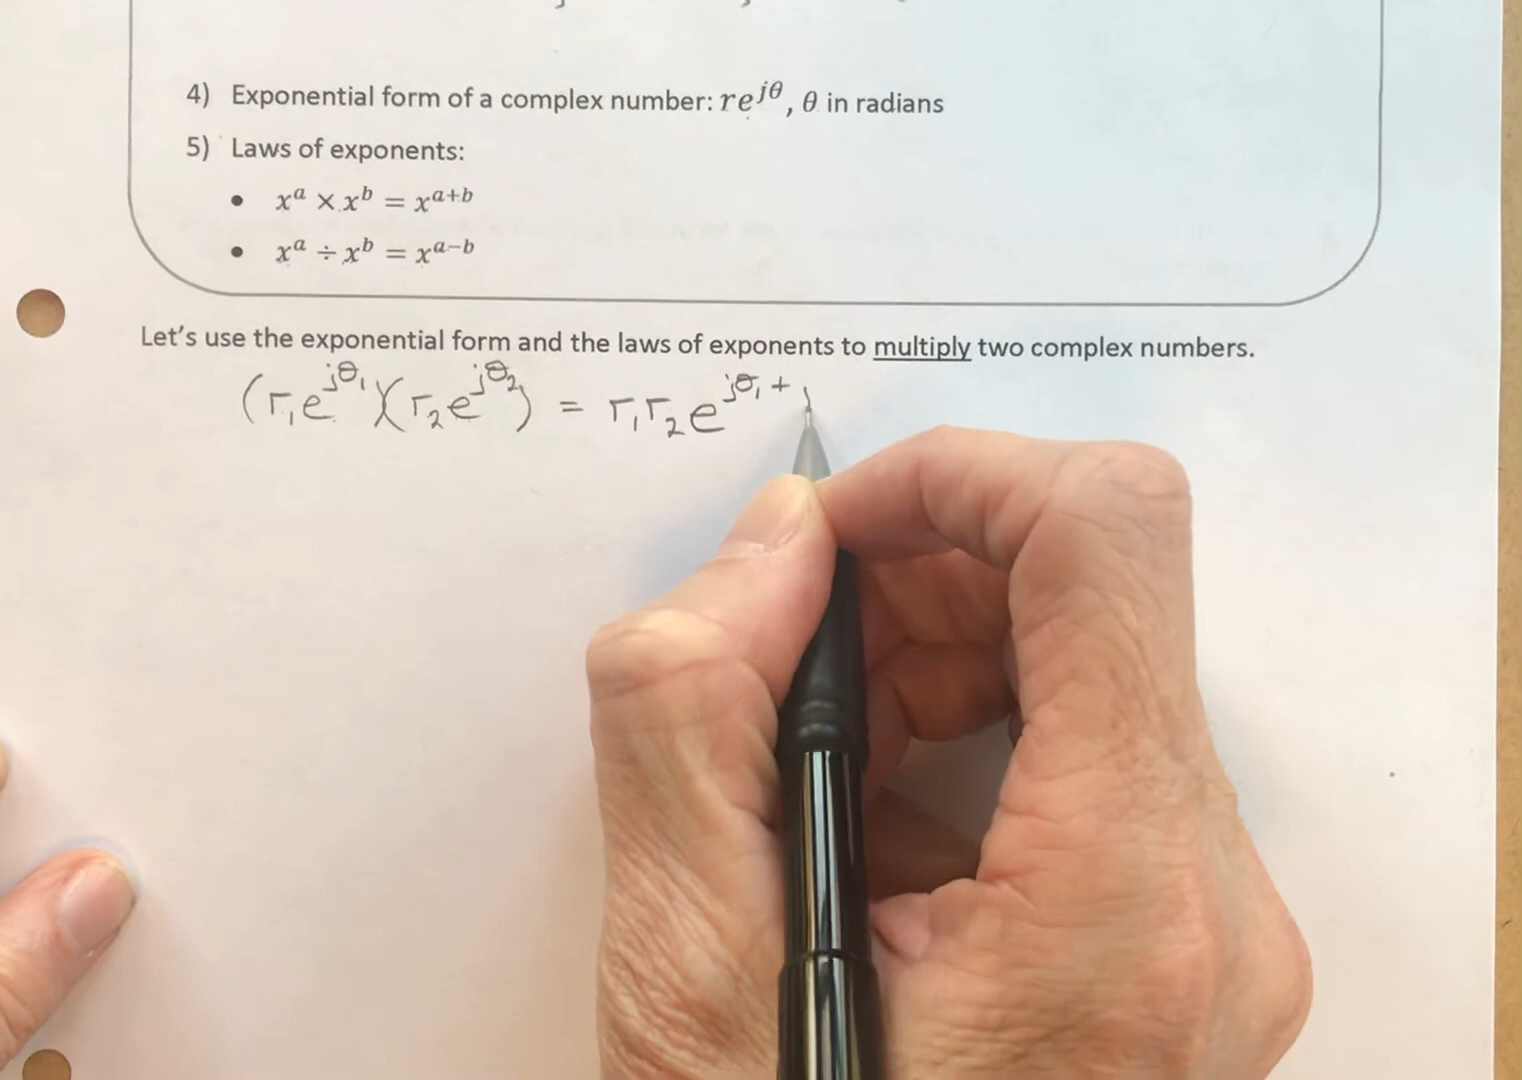 4) Exponential form of a complex number: re^{jθ}, θ in radians
5) Laws of exponents:
• x^a × x^b = x^{a+b}
• x^a ÷ x^b = x^{a−b}
Let's use the exponential form and the laws of exponents to multiply two complex numbers.
(r₁e^{jθ₁})(r₂e^{jθ₂}) = r₁r₂e^{jθ₁ + j}